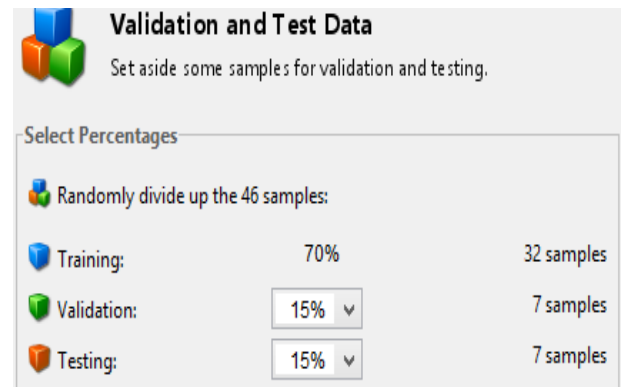 Validation and Test Data
Set aside some samples for validation and testing.
Select Percentages
Randomly divide up the 46 samples:
Training: 70% 32 samples
Validation: 15% 7 samples
Testing: 15% 7 samples